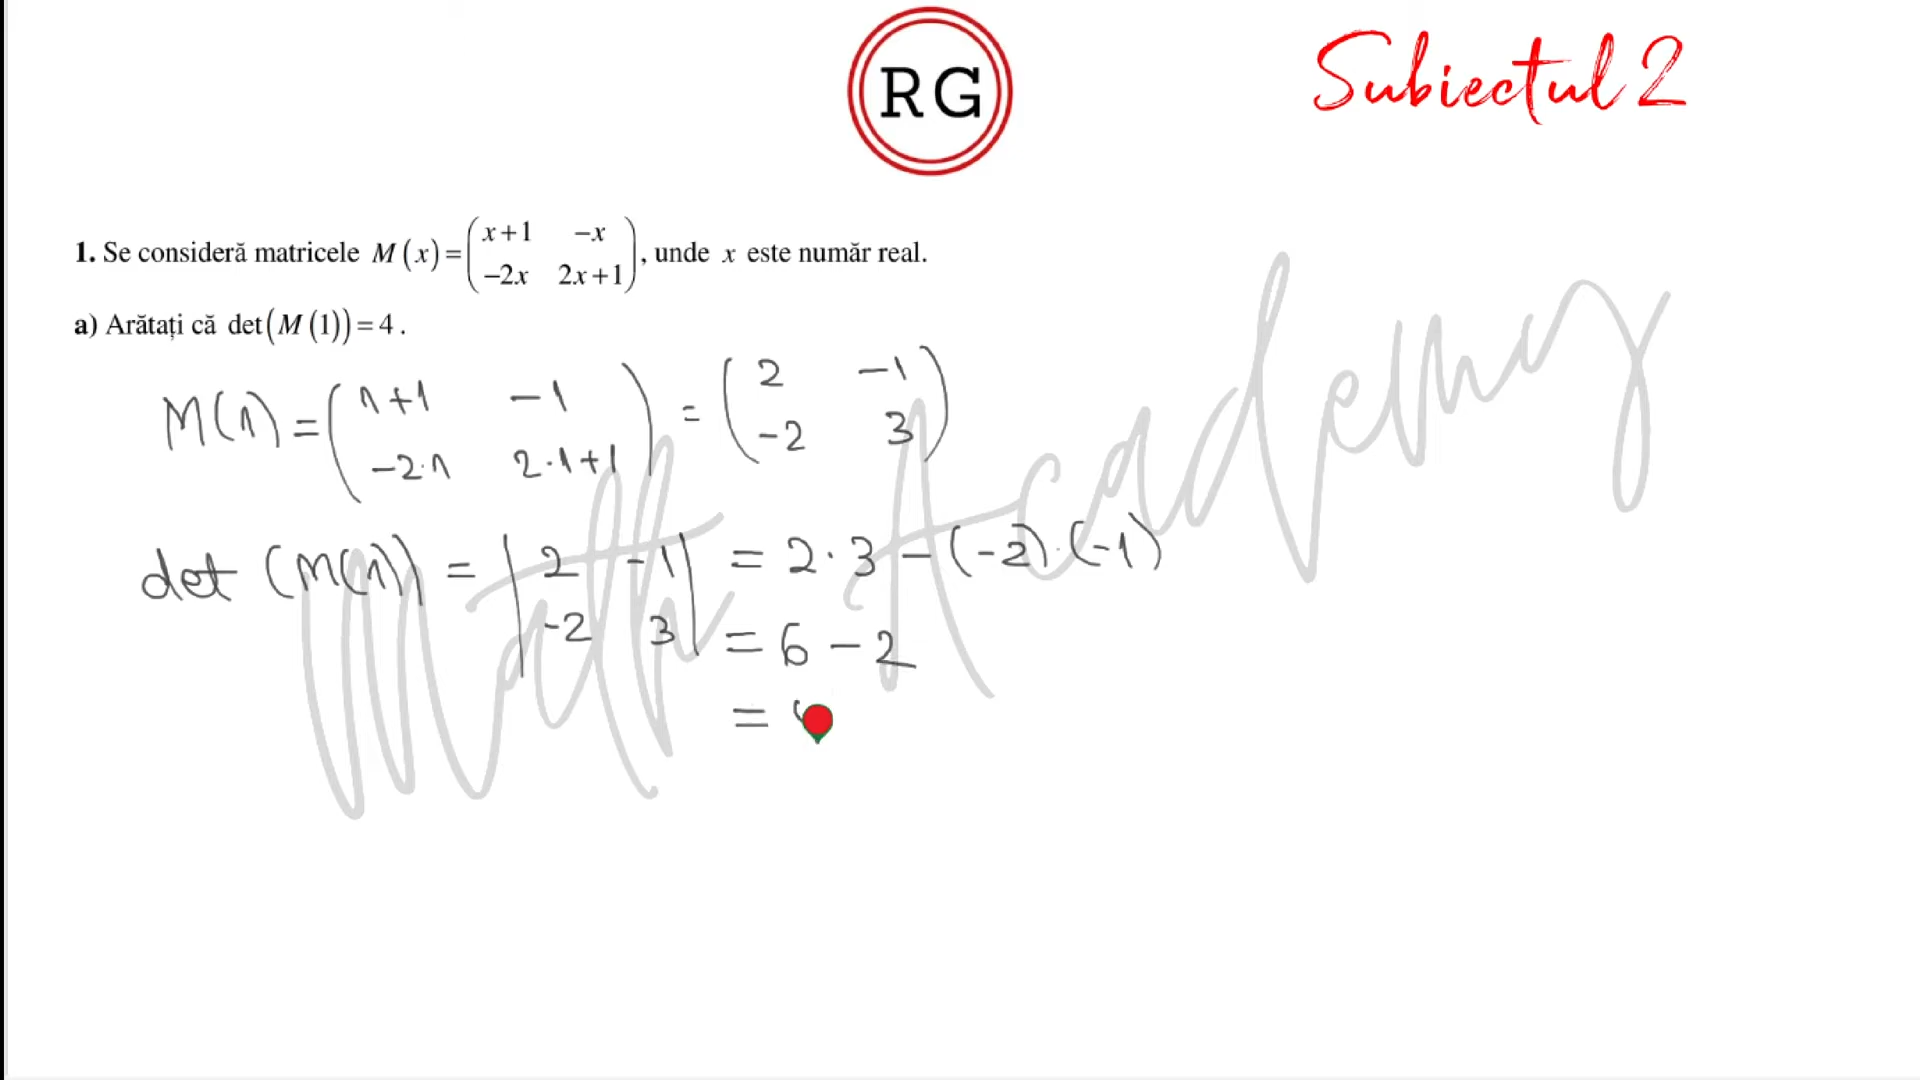 RG
Subiectul 2
1. Se consideră matricele M(x)=(x+1 -x
-2x 2x+1), unde x este număr real.
a) Arătați că det(M(1))=4.
M(1) = (1+1 -1
-2·1 2·1+1) = (2 -1
-2 3)
det (M(1)) = |2 -1
-2 3| = 2·3 - (-2)·(-1)
= 6 - 2
=
Math Academy